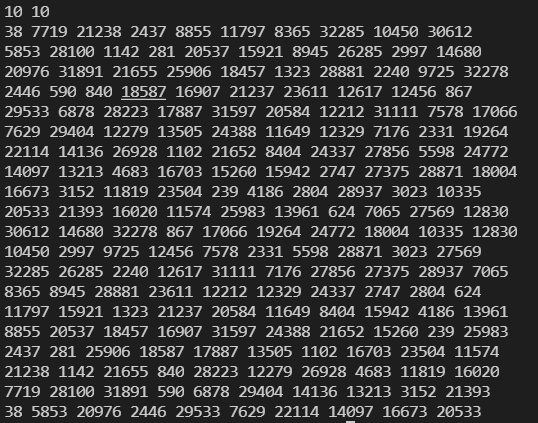 10 10
38 7719 21238 2437 8855 11797 8365 32285 10450 30612
5853 28100 1142 281 20537 15921 8945 26285 2997 14680
20976 31891 21655 25906 18457 1323 28881 2240 9725 32278
2446 590 840 18587 16907 21237 23611 12617 12456 867
29533 6878 28223 17887 31597 20584 12212 31111 7578 17066
7629 29404 12279 13505 24388 11649 12329 7176 2331 19264
22114 14136 26928 1102 21652 8404 24337 27856 5598 24772
14097 13213 4683 16703 15260 15942 2747 27375 28871 18004
16673 3152 11819 23504 239 4186 2804 28937 3023 10335
20533 21393 16020 11574 25983 13961 624 7065 27569 12830
30612 14680 32278 867 17066 19264 24772 18004 10335 12830
10450 2997 9725 12456 7578 2331 5598 28871 3023 27569
32285 26285 2240 12617 31111 7176 27856 27375 28937 7065
8365 8945 28881 23611 12212 12329 24337 2747 2804 624
11797 15921 1323 21237 20584 11649 8404 15942 4186 13961
8855 20537 18457 16907 31597 24388 21652 15260 239 25983
2437 281 25906 18587 17887 13505 1102 16703 23504 11574
21238 1142 21655 840 28223 12279 26928 4683 11819 16020
7719 28100 31891 590 6878 29404 14136 13213 3152 21393
38 5853 20976 2446 29533 7629 22114 14097 16673 20533